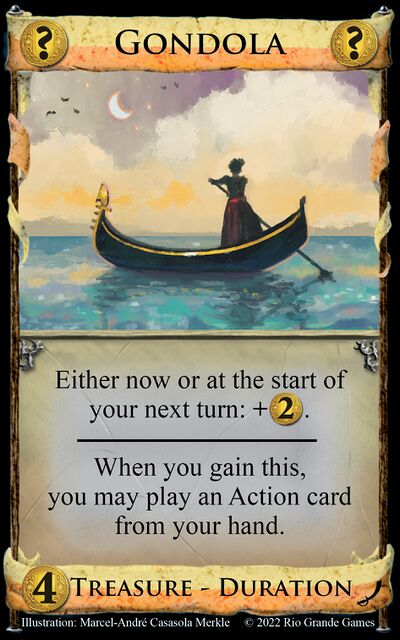 ? GONDOLA ?
Either now or at the start of
your next turn: +2.
When you gain this,
you may play an Action card
from your hand.
4 TREASURE - DURATION
Illustration: Marcel-André Casasola Merkle © 2022 Rio Grande Games